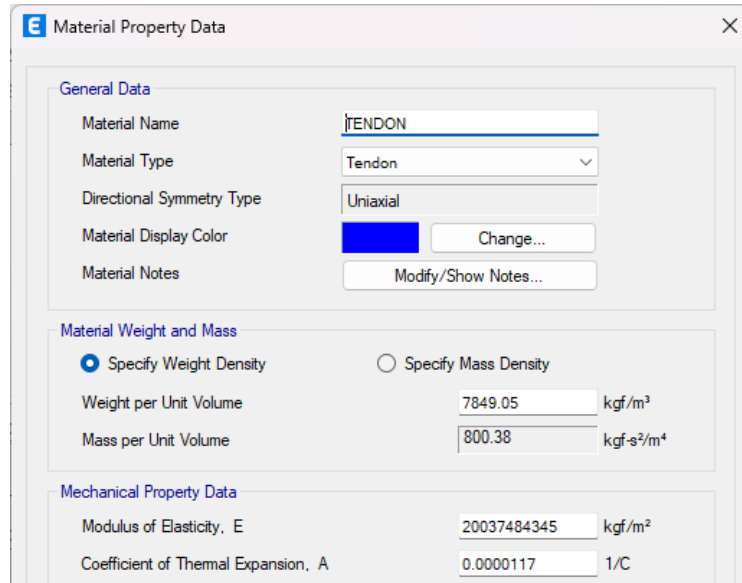 E Material Property Data
General Data
Material Name TENDON
Material Type Tendon
Directional Symmetry Type Uniaxial
Material Display Color Change...
Material Notes Modify/Show Notes...
Material Weight and Mass
Specify Weight Density Specify Mass Density
Weight per Unit Volume 7849.05 kgf/m³
Mass per Unit Volume 800.38 kgf-s²/m⁴
Mechanical Property Data
Modulus of Elasticity, E 20037484345 kgf/m²
Coefficient of Thermal Expansion, A 0.0000117 1/C